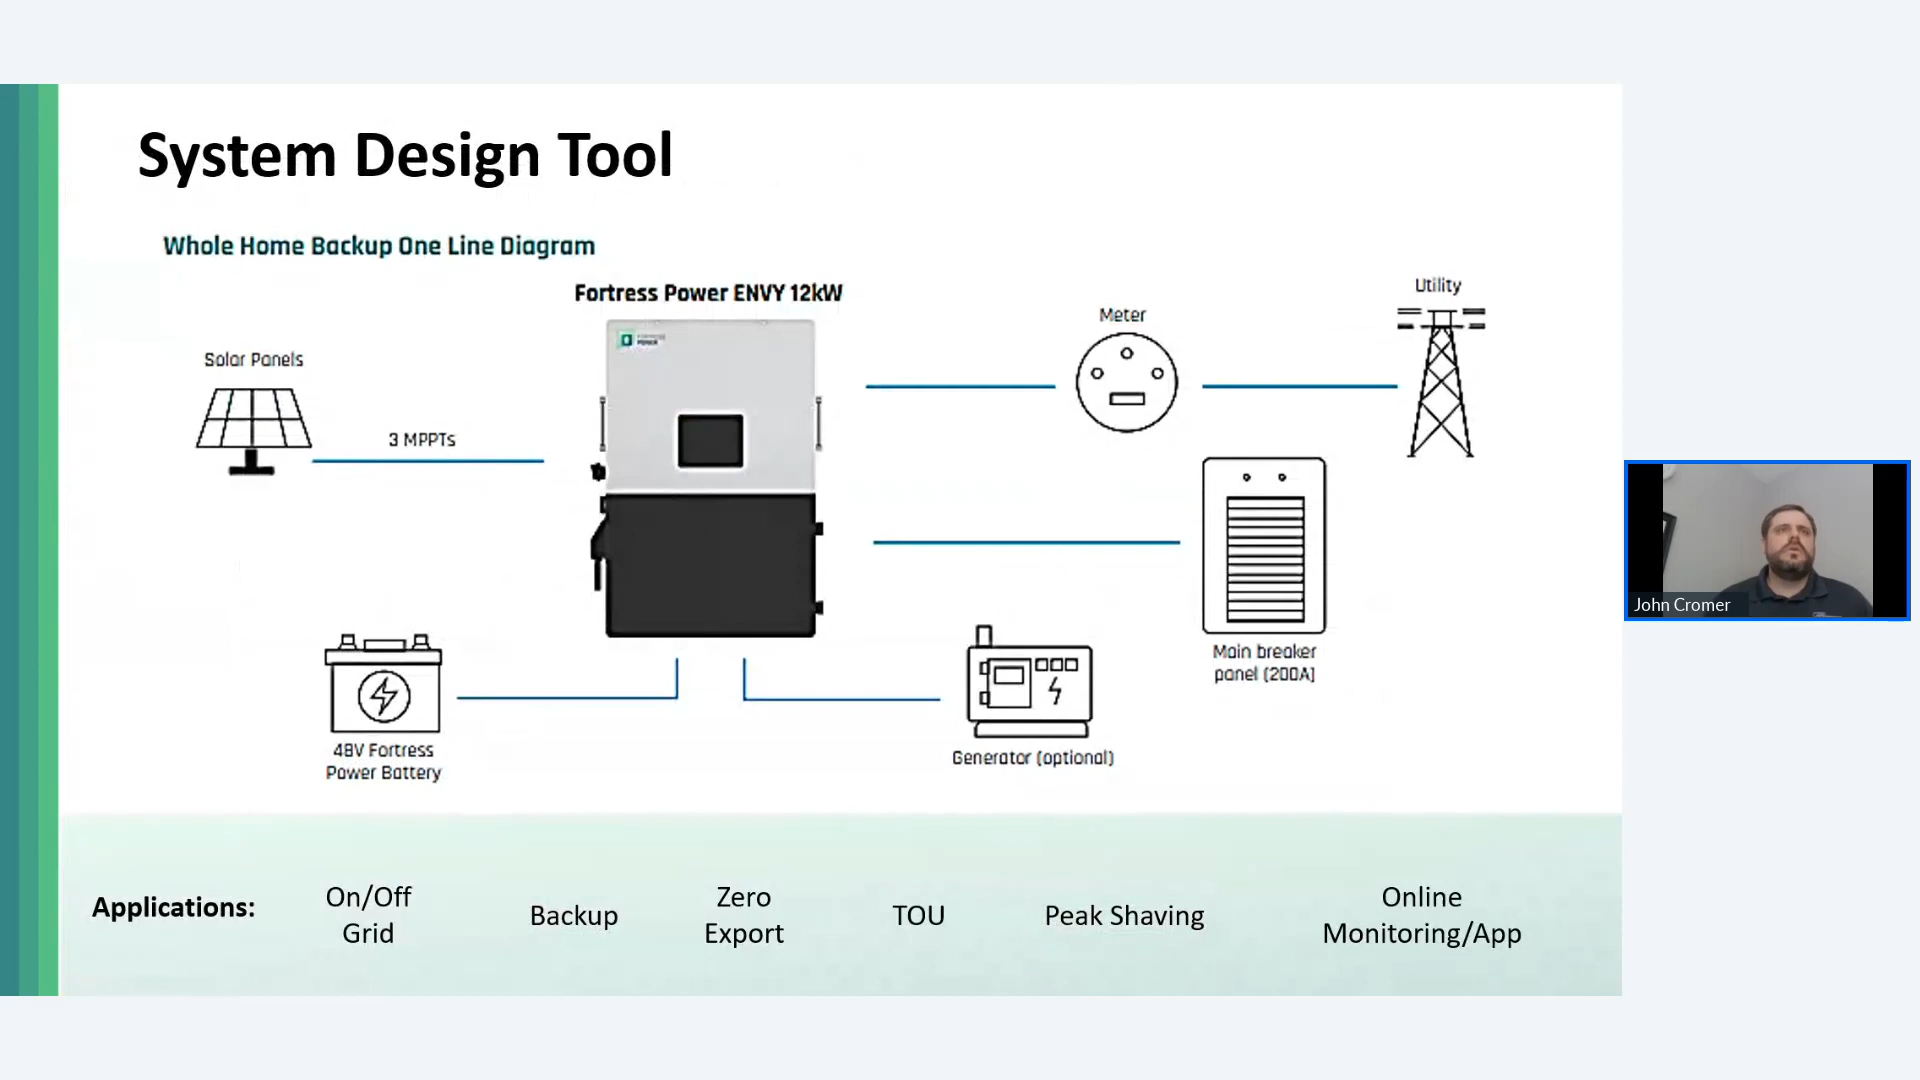 System Design Tool
Whole Home Backup One Line Diagram
Fortress Power ENVY 12kW
Utility
Meter
Solar Panels
3 MPPTs
John Cromer
Main breaker
panel (200A)
48V Fortress
Power Battery
Generator (optional)
Applications:
On/Off
Grid
Backup
Zero
Export
TOU
Peak Shaving
Online
Monitoring/App